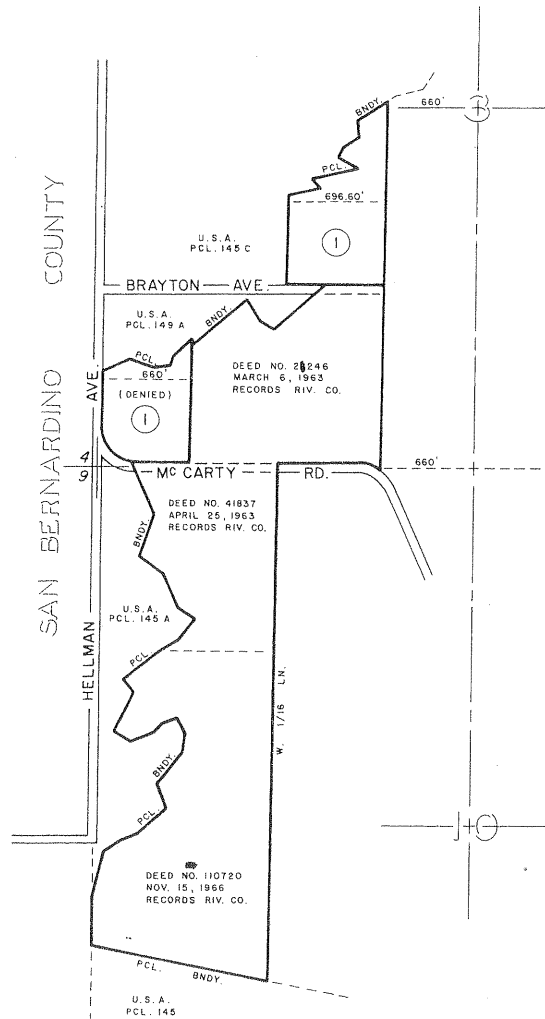 660'
BNDY.
PCL.
696.60'
1
U.S.A.
PCL. 145 C
BRAYTON AVE.
U.S.A.
PCL. 149 A
BNDY.
PCL.
660'
(DENIED)
1
DEED NO.
MARCH 6, 1963
RECORDS RIV. CO.
SAN BERNARDINO COUNTY
HELLMAN AVE.
4
9
MC CARTY RD.
660'
DEED NO. 41837
APRIL 25, 1963
RECORDS RIV. CO.
BNDY.
U.S.A.
PCL. 145 A
PCL.
W. 1/16 LN.
BNDY.
PCL.
DEED NO. 110720
NOV. 15, 1966
RECORDS RIV. CO.
PCL. BNDY.
U.S.A.
PCL. 145